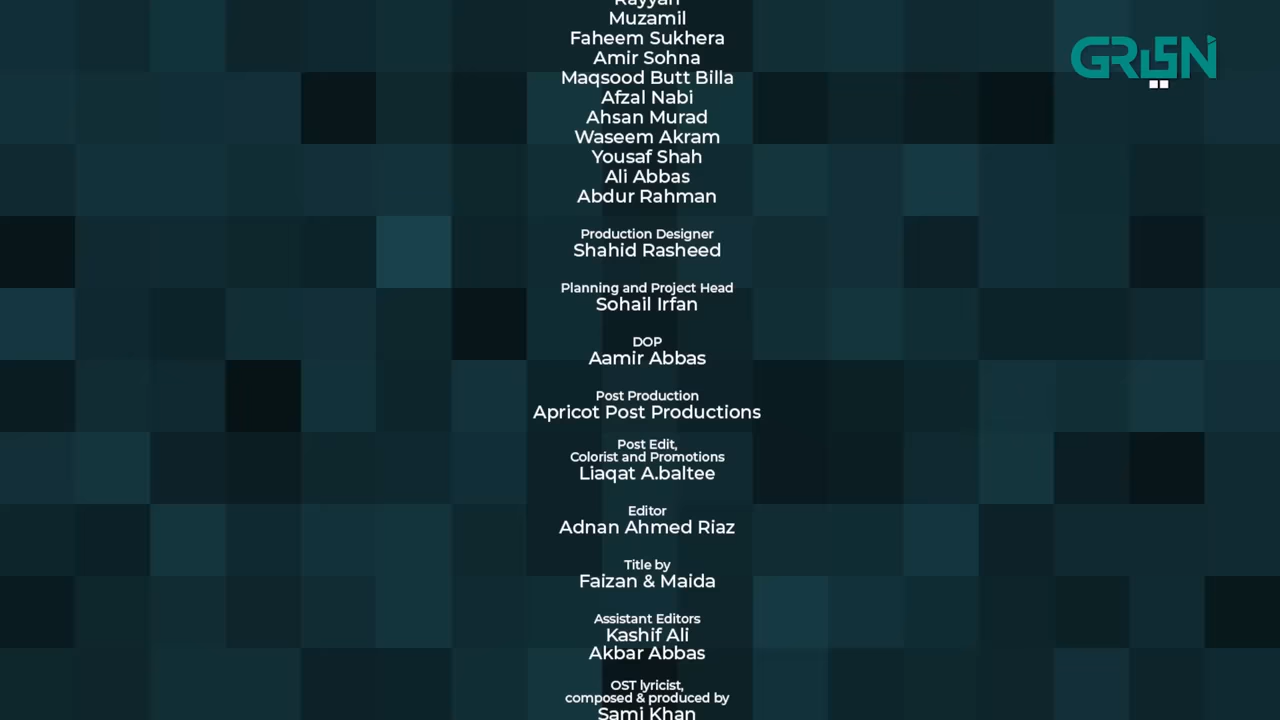 Rayyan
Muzamil
Faheem Sukhera
Amir Sohna
Maqsood Butt Billa
Afzal Nabi
Ahsan Murad
Waseem Akram
Yousaf Shah
Ali Abbas
Abdur Rahman
Production Designer
Shahid Rasheed
Planning and Project Head
Sohail Irfan
DOP
Aamir Abbas
Post Production
Apricot Post Productions
Post Edit,
Colorist and Promotions
Liaqat A.baltee
Editor
Adnan Ahmed Riaz
Title by
Faizan & Maida
Assistant Editors
Kashif Ali
Akbar Abbas
OST lyricist,
composed & produced by
Sami Khan
GREEN